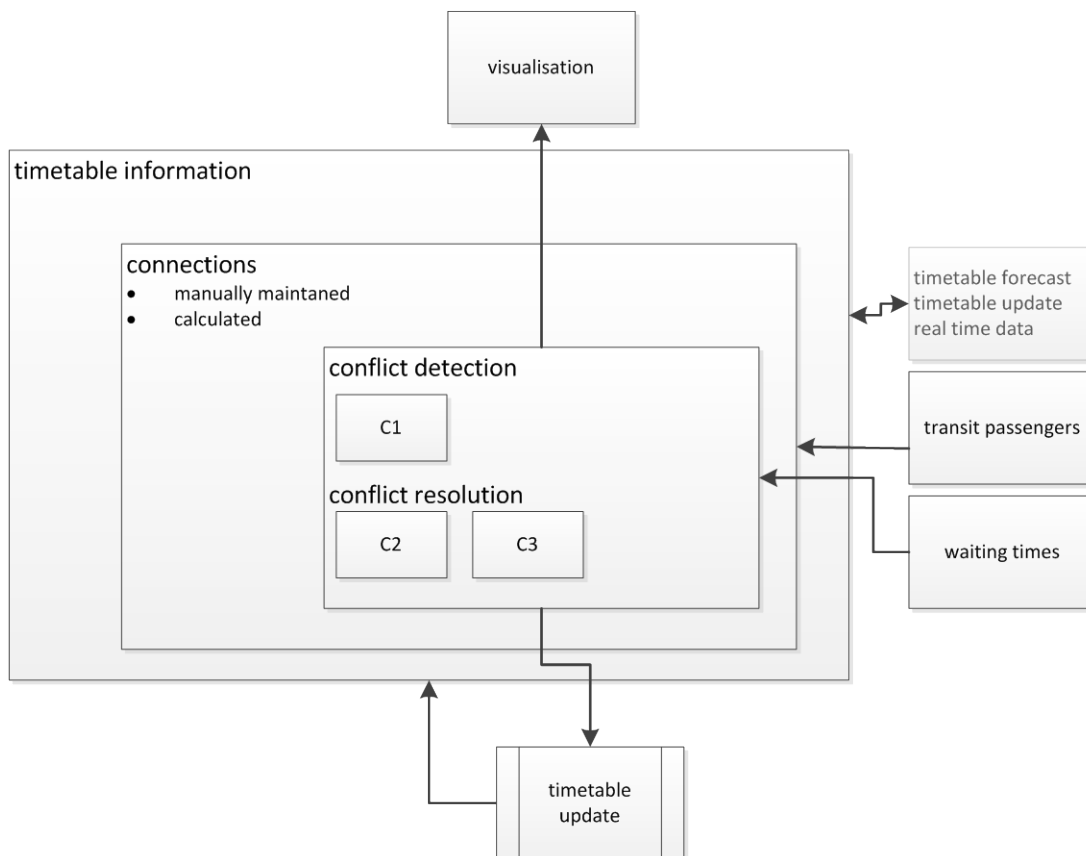 visualisation
timetable information
connections
• manually maintaned
• calculated
timetable forecast
timetable update
real time data
conflict detection
C1
transit passengers
conflict resolution
C2
C3
waiting times
timetable
update